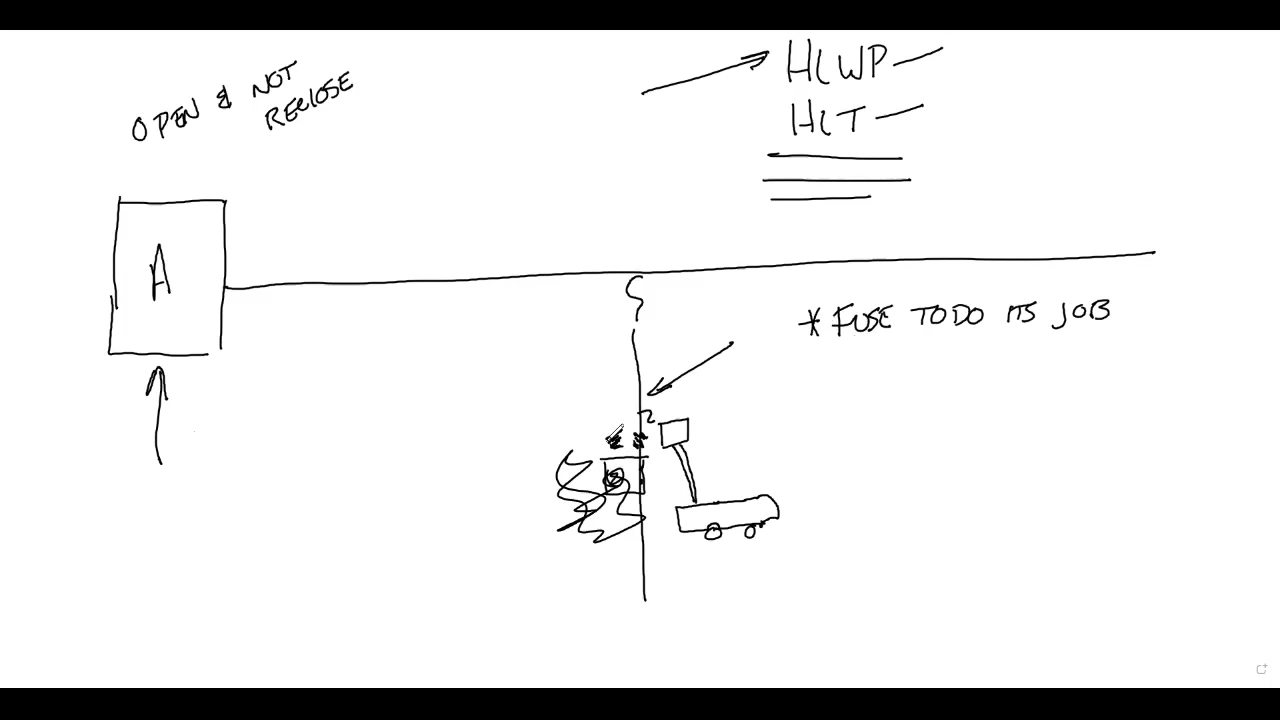 OPEN & NOT
RECLOSE
HLWP
HLT
A
* FUSE TO DO ITS JOB